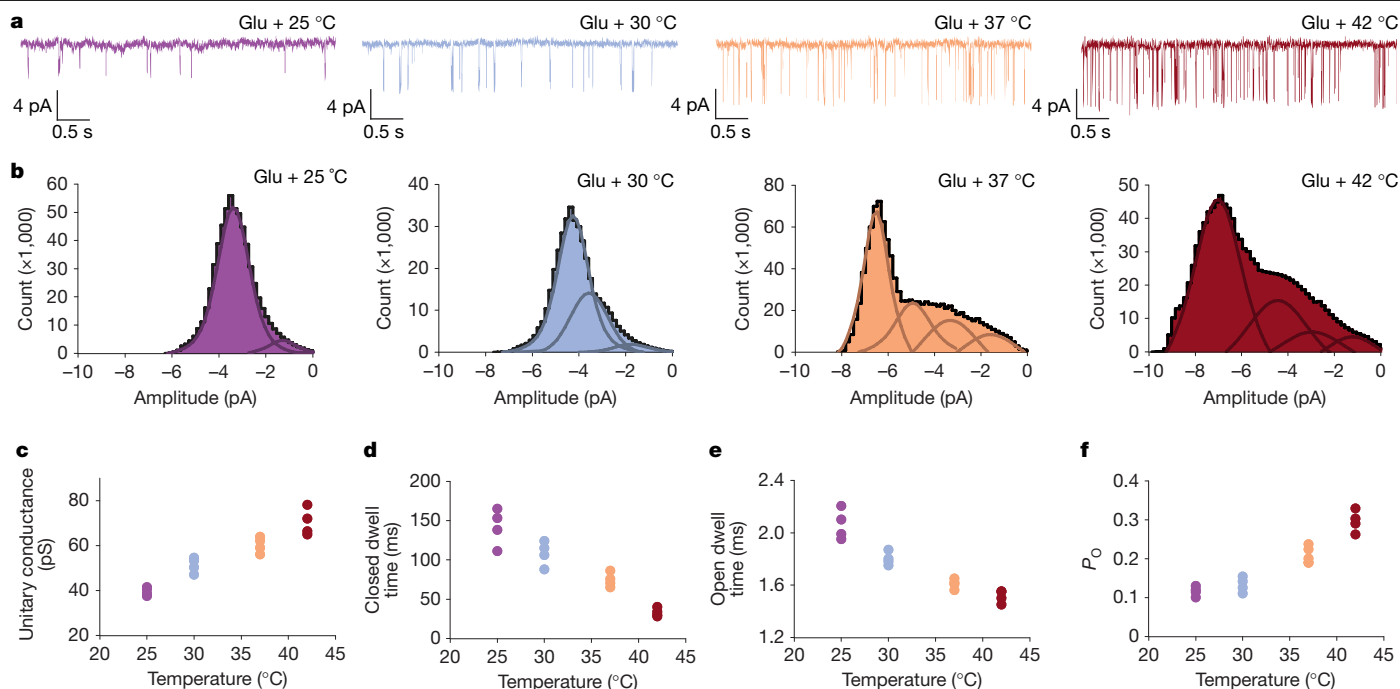 a
Glu + 25 °C
Glu + 30 °C
Glu + 37 °C
Glu + 42 °C
4 pA
0.5 s
4 pA
0.5 s
4 pA
0.5 s
4 pA
0.5 s
b
Glu + 25 °C
Count (×1,000)
60
50
40
30
20
10
0
−10
−8
−6
−4
−2
0
Amplitude (pA)
Glu + 30 °C
Count (×1,000)
40
30
20
10
0
−10
−8
−6
−4
−2
0
Amplitude (pA)
Glu + 37 °C
Count (×1,000)
80
60
40
20
0
−10
−8
−6
−4
−2
0
Amplitude (pA)
Glu + 42 °C
Count (×1,000)
50
40
30
20
10
0
−10
−8
−6
−4
−2
0
Amplitude (pA)
c
Unitary conductance
(pS)
80
60
40
20
20
25
30
35
40
45
Temperature (°C)
d
Closed dwell
time (ms)
200
150
100
50
0
20
25
30
35
40
45
Temperature (°C)
e
Open dwell
time (ms)
2.4
2.0
1.6
1.2
20
25
30
35
40
45
Temperature (°C)
f
PO
0.4
0.3
0.2
0.1
0
20
25
30
35
40
45
Temperature (°C)